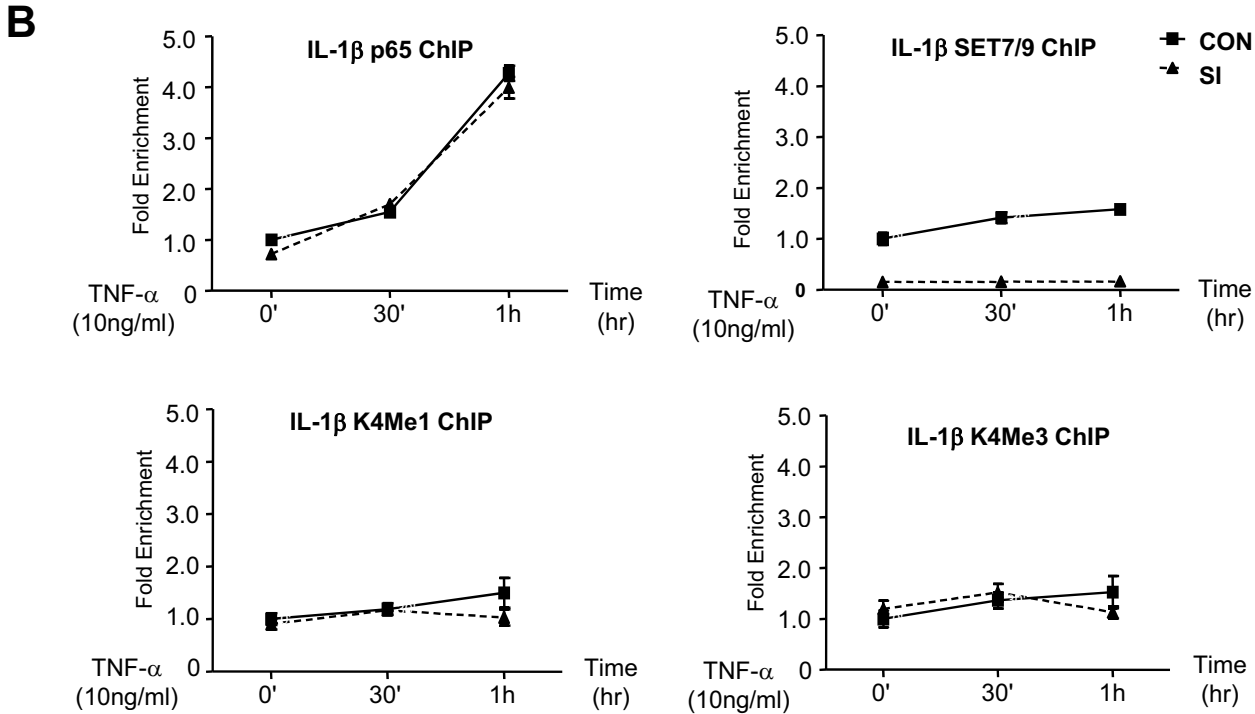 B
IL-1β p65 ChIP
Fold Enrichment
5.0
4.0
3.0
2.0
1.0
0
TNF-α
(10ng/ml)
0' 30' 1h
Time
(hr)
IL-1β SET7/9 ChIP
CON
SI
Fold Enrichment
5.0
4.0
3.0
2.0
1.0
0
TNF-α
(10ng/ml)
0' 30' 1h
Time
(hr)
IL-1β K4Me1 ChIP
Fold Enrichment
5.0
4.0
3.0
2.0
1.0
0
TNF-α
(10ng/ml)
0' 30' 1h
Time
(hr)
IL-1β K4Me3 ChIP
Fold Enrichment
5.0
4.0
3.0
2.0
1.0
0
TNF-α
(10ng/ml)
0' 30' 1h
Time
(hr)